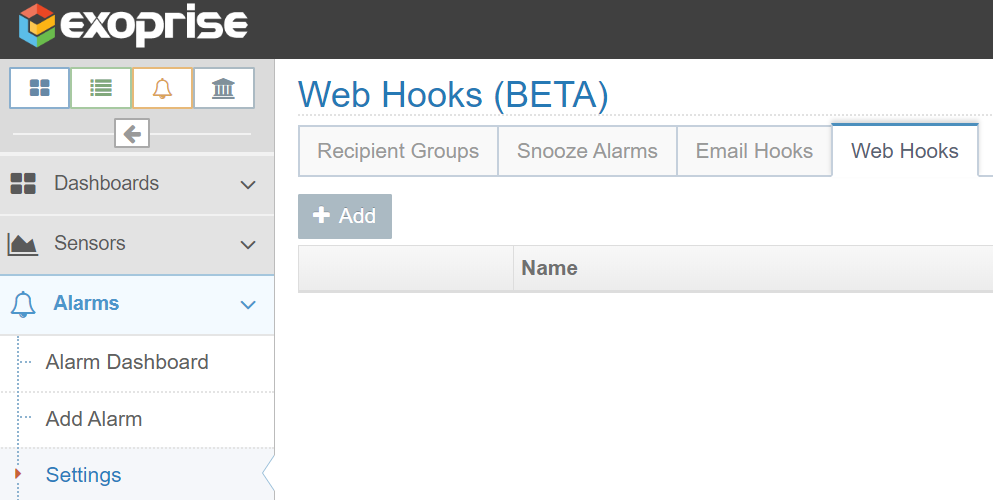 exoprise
Web Hooks (BETA)
Recipient Groups
Snooze Alarms
Email Hooks
Web Hooks
Add
Name
Dashboards
Sensors
Alarms
Alarm Dashboard
Add Alarm
Settings